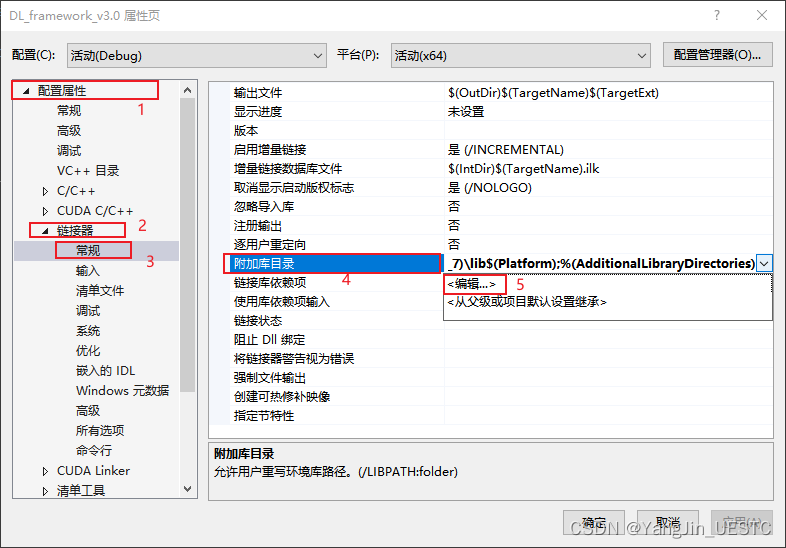 DL_framework_v3.0 属性页
配置(C): 活动(Debug) 平台(P): 活动(x64) 配置管理器(O)...
配置属性
1
常规
高级
调试
VC++ 目录
C/C++
CUDA C/C++
链接器
2
常规
3
输入
清单文件
调试
系统
优化
嵌入的 IDL
Windows 元数据
高级
所有选项
命令行
CUDA Linker
清单工具
输出文件 $(OutDir)$(TargetName)$(TargetExt)
显示进度 未设置
版本
启用增量链接 是 (/INCREMENTAL)
增量链接数据库文件 $(IntDir)$(TargetName).ilk
取消显示启动版权标志 是 (/NOLOGO)
忽略导入库 否
注册输出 否
逐用户重定向 否
附加库目录 _7)\lib$(Platform);%(AdditionalLibraryDirectories)
4
链接库依赖项 <编辑...>
5
使用库依赖项输入 <从父级或项目默认设置继承>
链接状态
阻止 Dll 绑定
将链接器警告视为错误
强制文件输出
创建可热修补映像
指定节特性
附加库目录
允许用户重写环境库路径。(/LIBPATH:folder)
确定 取消 应用(A)
CSDN @YangJin_UESTC